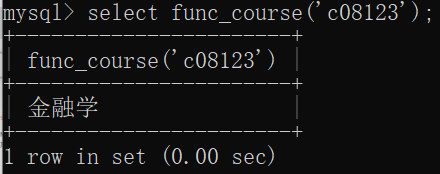 mysql> select func_course('c08123');
+------------------------+
| func_course('c08123') |
+------------------------+
| 金融学 |
+------------------------+
1 row in set (0.00 sec)